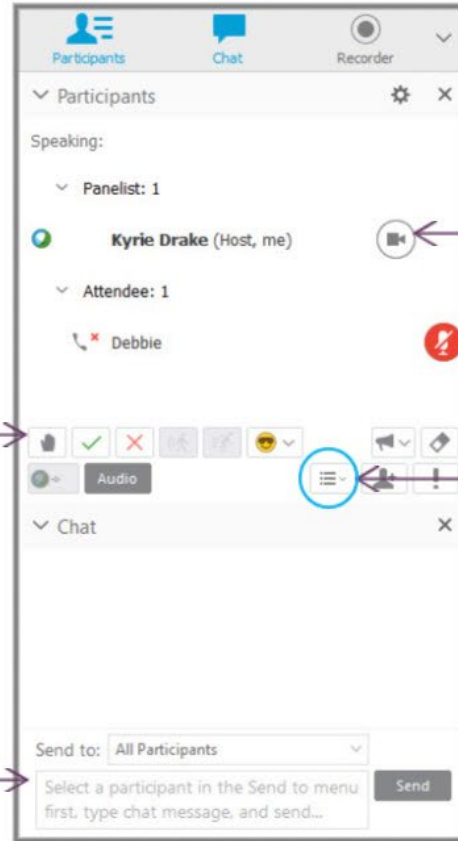 Participants Chat Recorder
Participants
Speaking:
Panelist: 1
Kyrie Drake (Host, me)
Attendee: 1
Debbie
Audio
Chat
Send to: All Participants
Select a participant in the Send to menu
first, type chat message, and send...
Send